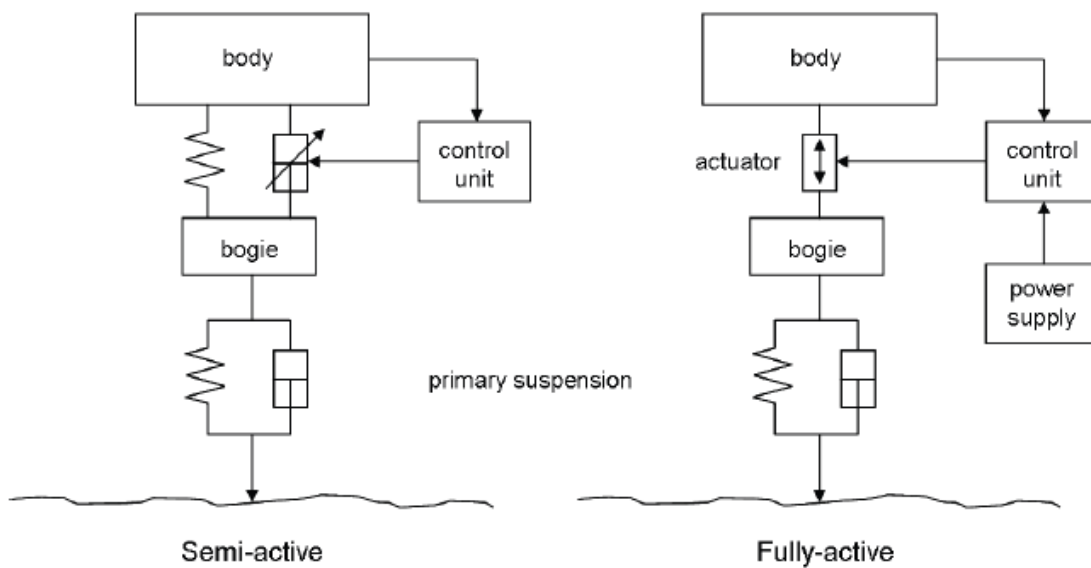 body
control
unit
bogie
Semi-active
primary suspension
body
actuator
control
unit
bogie
power
supply
Fully-active